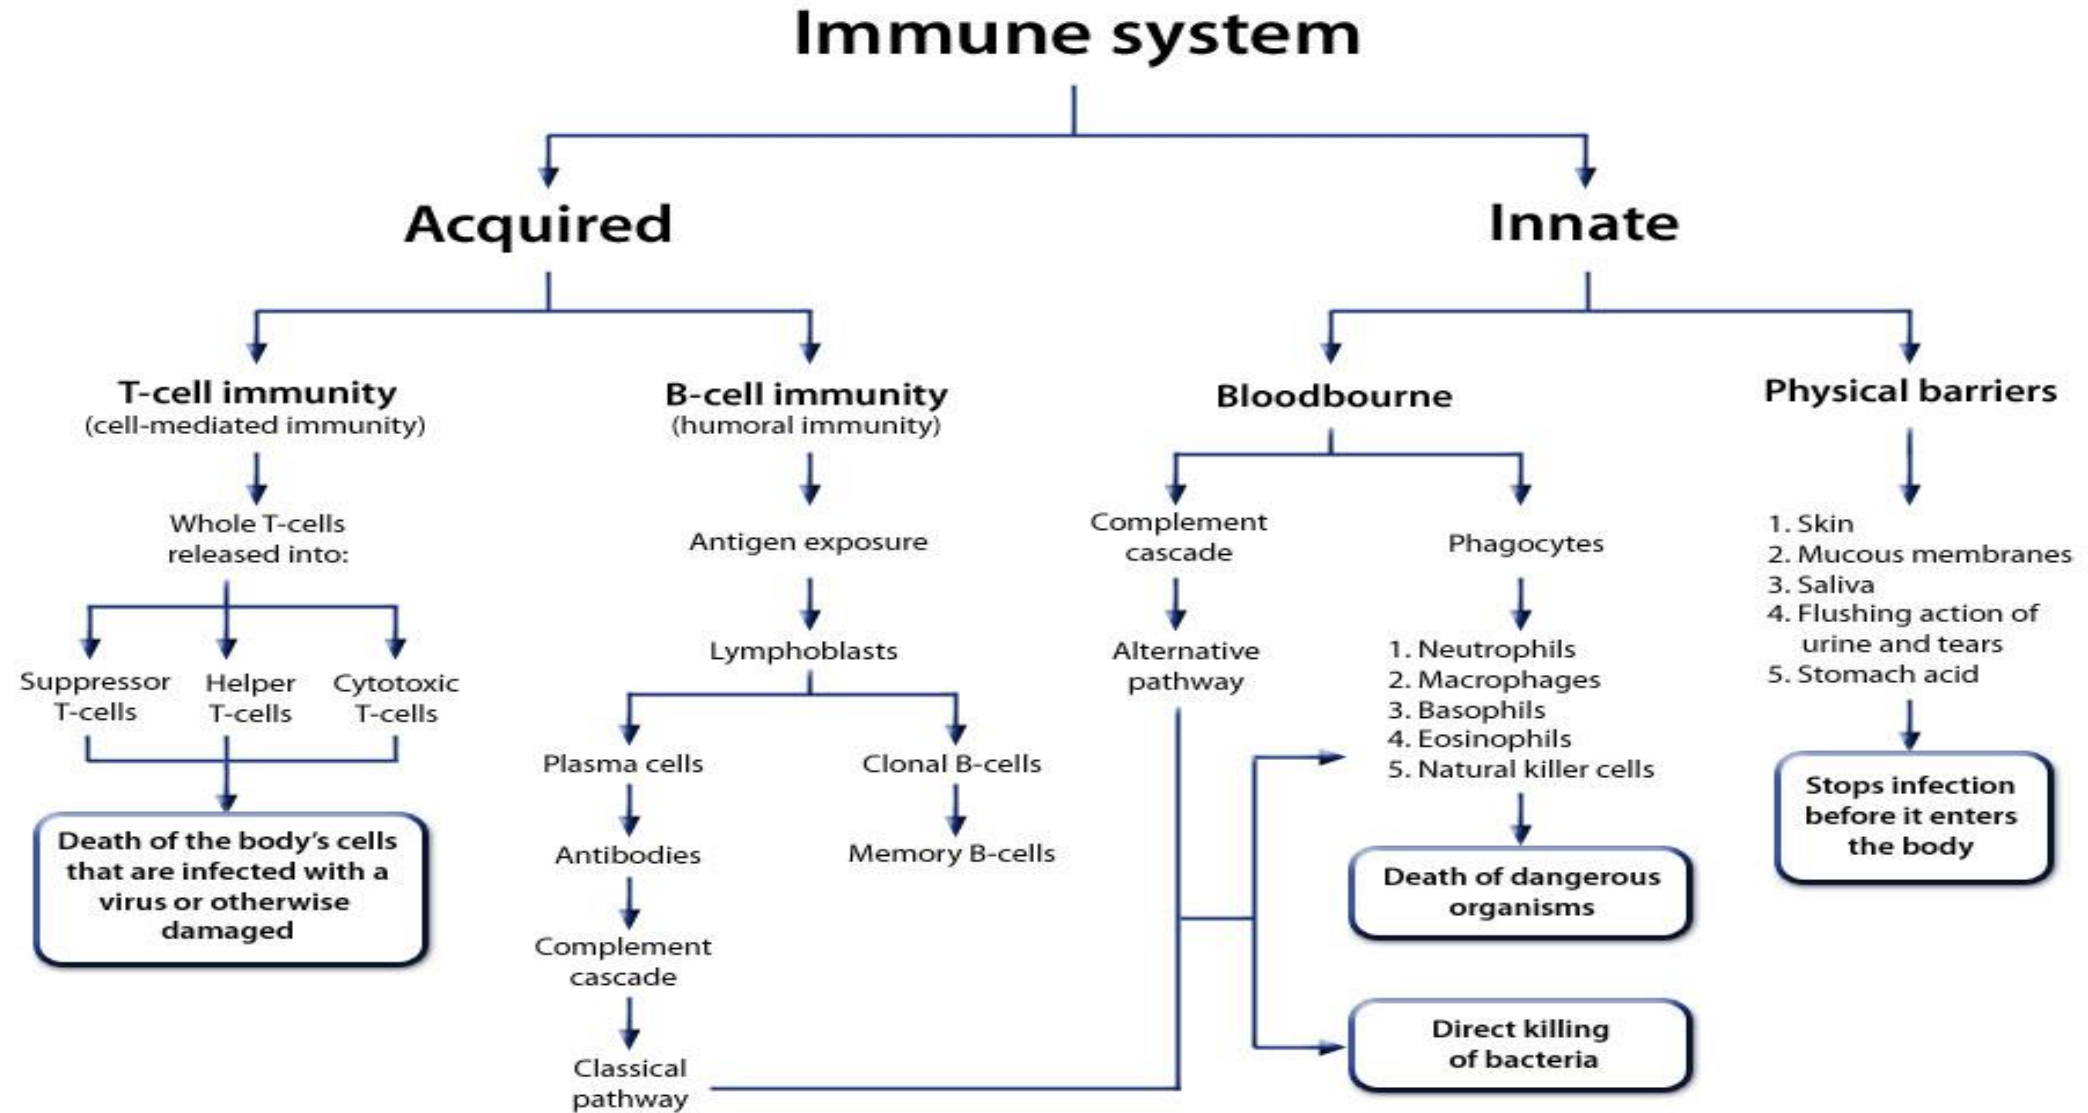 Immune system
Acquired
Innate
T-cell immunity
(cell-mediated immunity)
B-cell immunity
(humoral immunity)
Bloodbourne
Physical barriers
Whole T-cells
released into:
Antigen exposure
Complement
cascade
Phagocytes
1. Skin
2. Mucous membranes
3. Saliva
4. Flushing action of
urine and tears
5. Stomach acid
Suppressor
T-cells
Helper
T-cells
Cytotoxic
T-cells
Lymphoblasts
Alternative
pathway
1. Neutrophils
2. Macrophages
3. Basophils
4. Eosinophils
5. Natural killer cells
Plasma cells
Clonal B-cells
Stops infection
before it enters
the body
Death of the body's cells
that are infected with a
virus or otherwise
damaged
Antibodies
Memory B-cells
Death of dangerous
organisms
Complement
cascade
Direct killing
of bacteria
Classical
pathway